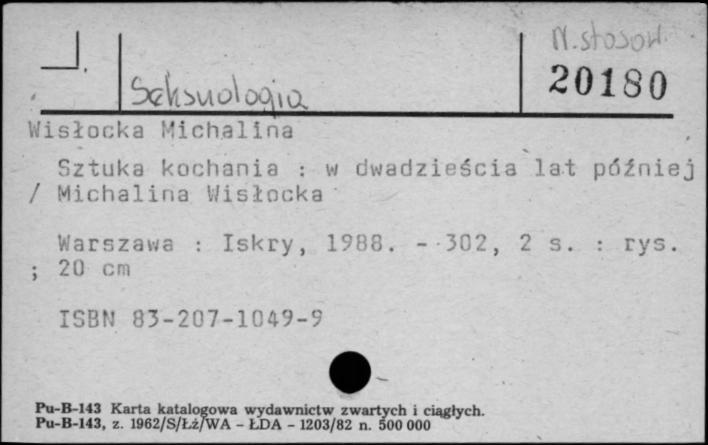 N. stosow.
20180
Seksuologia
Wisłocka Michalina
Sztuka kochania : w dwadzieścia lat później
/ Michalina Wisłocka
Warszawa : Iskry, 1988. - 302, 2 s. : rys.
; 20 cm
ISBN 83-207-1049-9
Pu-B-143 Karta katalogowa wydawnictw zwartych i ciągłych.
Pu-B-143, z. 1962/S/Łż/WA - ŁDA - 1203/82 n. 500 000